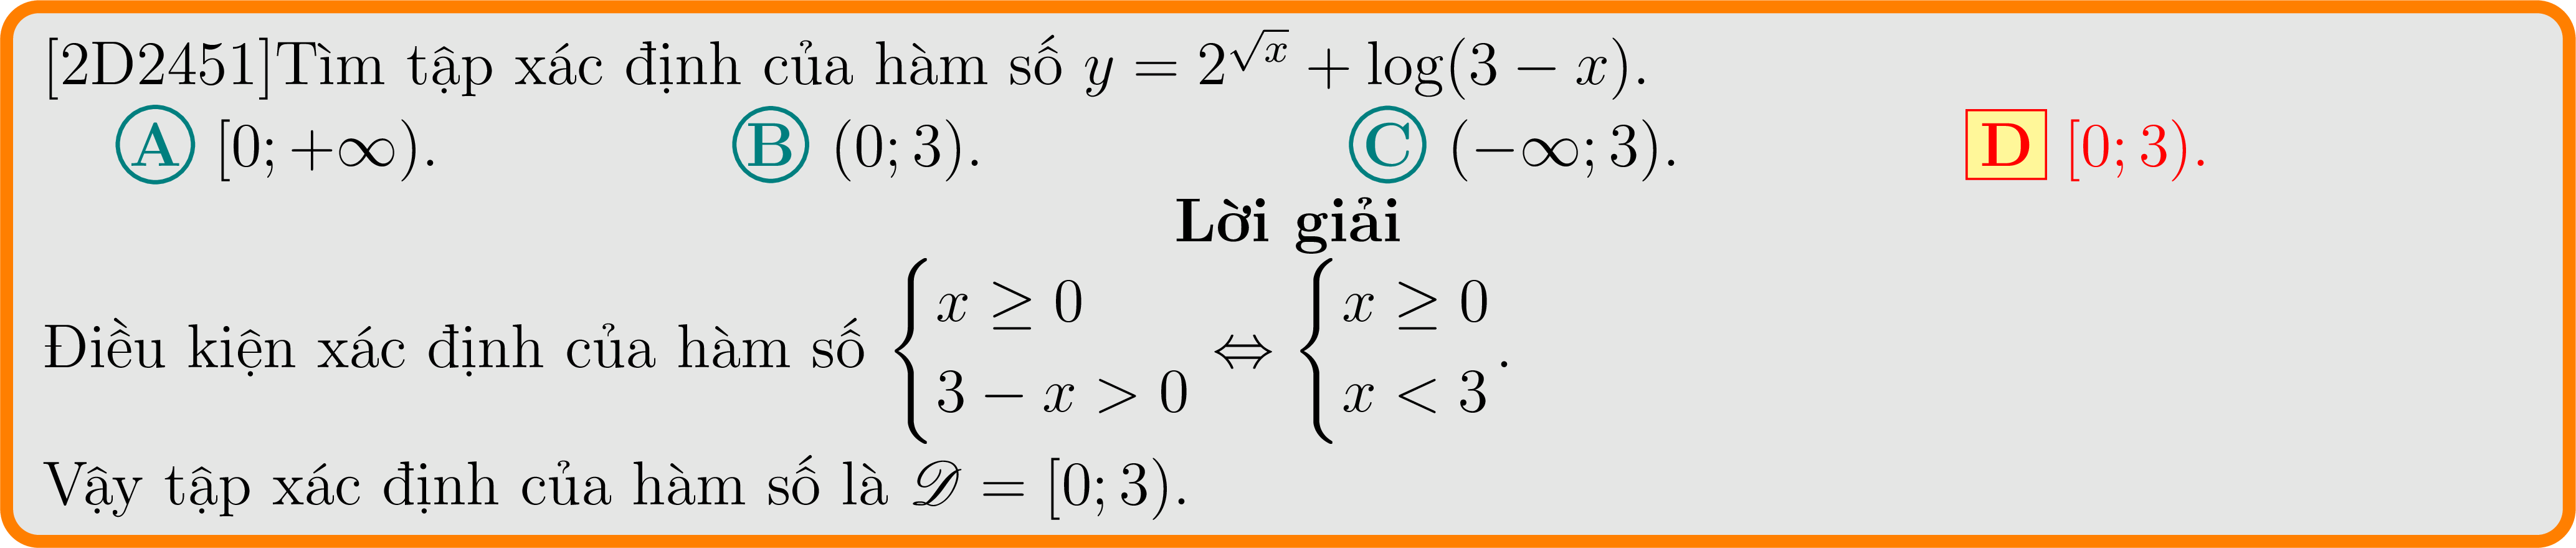 [2D2451]Tìm tập xác định của hàm số $y = 2^{\sqrt{x}} + \log(3 - x)$.
A $[0; +\infty)$. B $(0; 3)$. C $(-\infty; 3)$. D $[0; 3)$.
Lời giải
Điều kiện xác định của hàm số $\begin{cases} x \geq 0 \\ 3 - x > 0 \end{cases} \Leftrightarrow \begin{cases} x \geq 0 \\ x < 3 \end{cases}$.
Vậy tập xác định của hàm số là $\mathscr{D} = [0; 3)$.